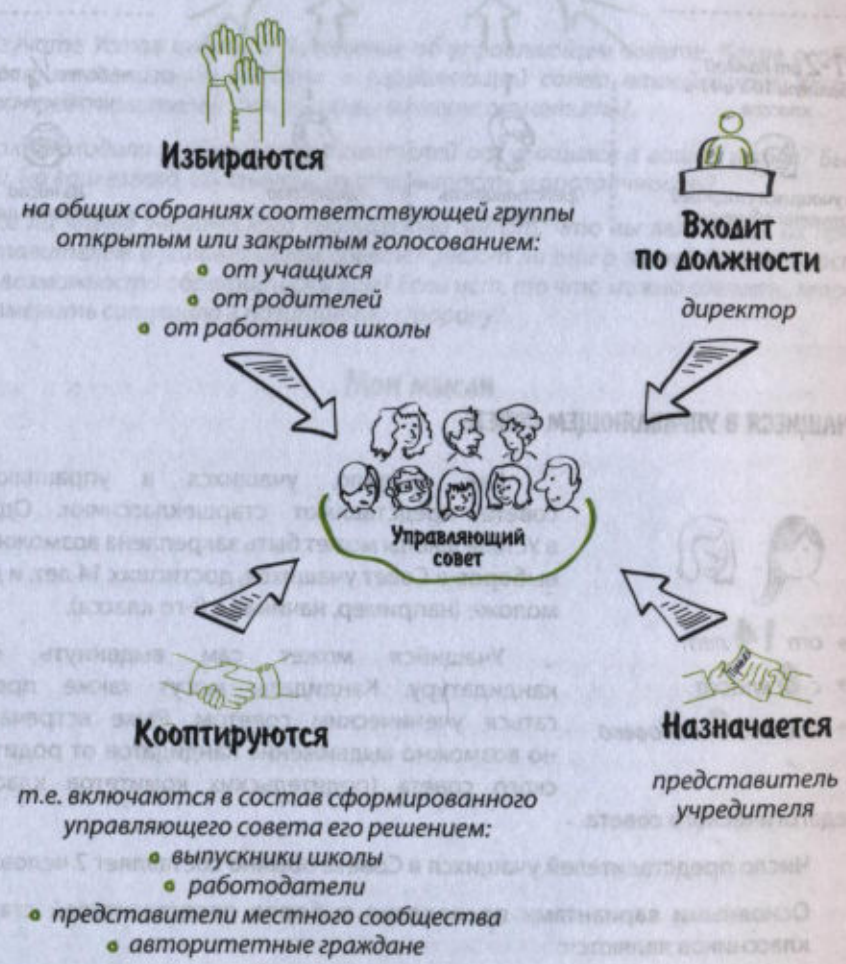 Избираются
на общих собраниях соответствующей группы
открытым или закрытым голосованием:
от учащихся
от родителей
от работников школы
Входит
по должности
директор
Управляющий
совет
Кооптируются
т.е. включаются в состав сформированного
управляющего совета его решением:
выпускники школы
работодатели
представители местного сообщества
авторитетные граждане
Назначается
представитель
учредителя